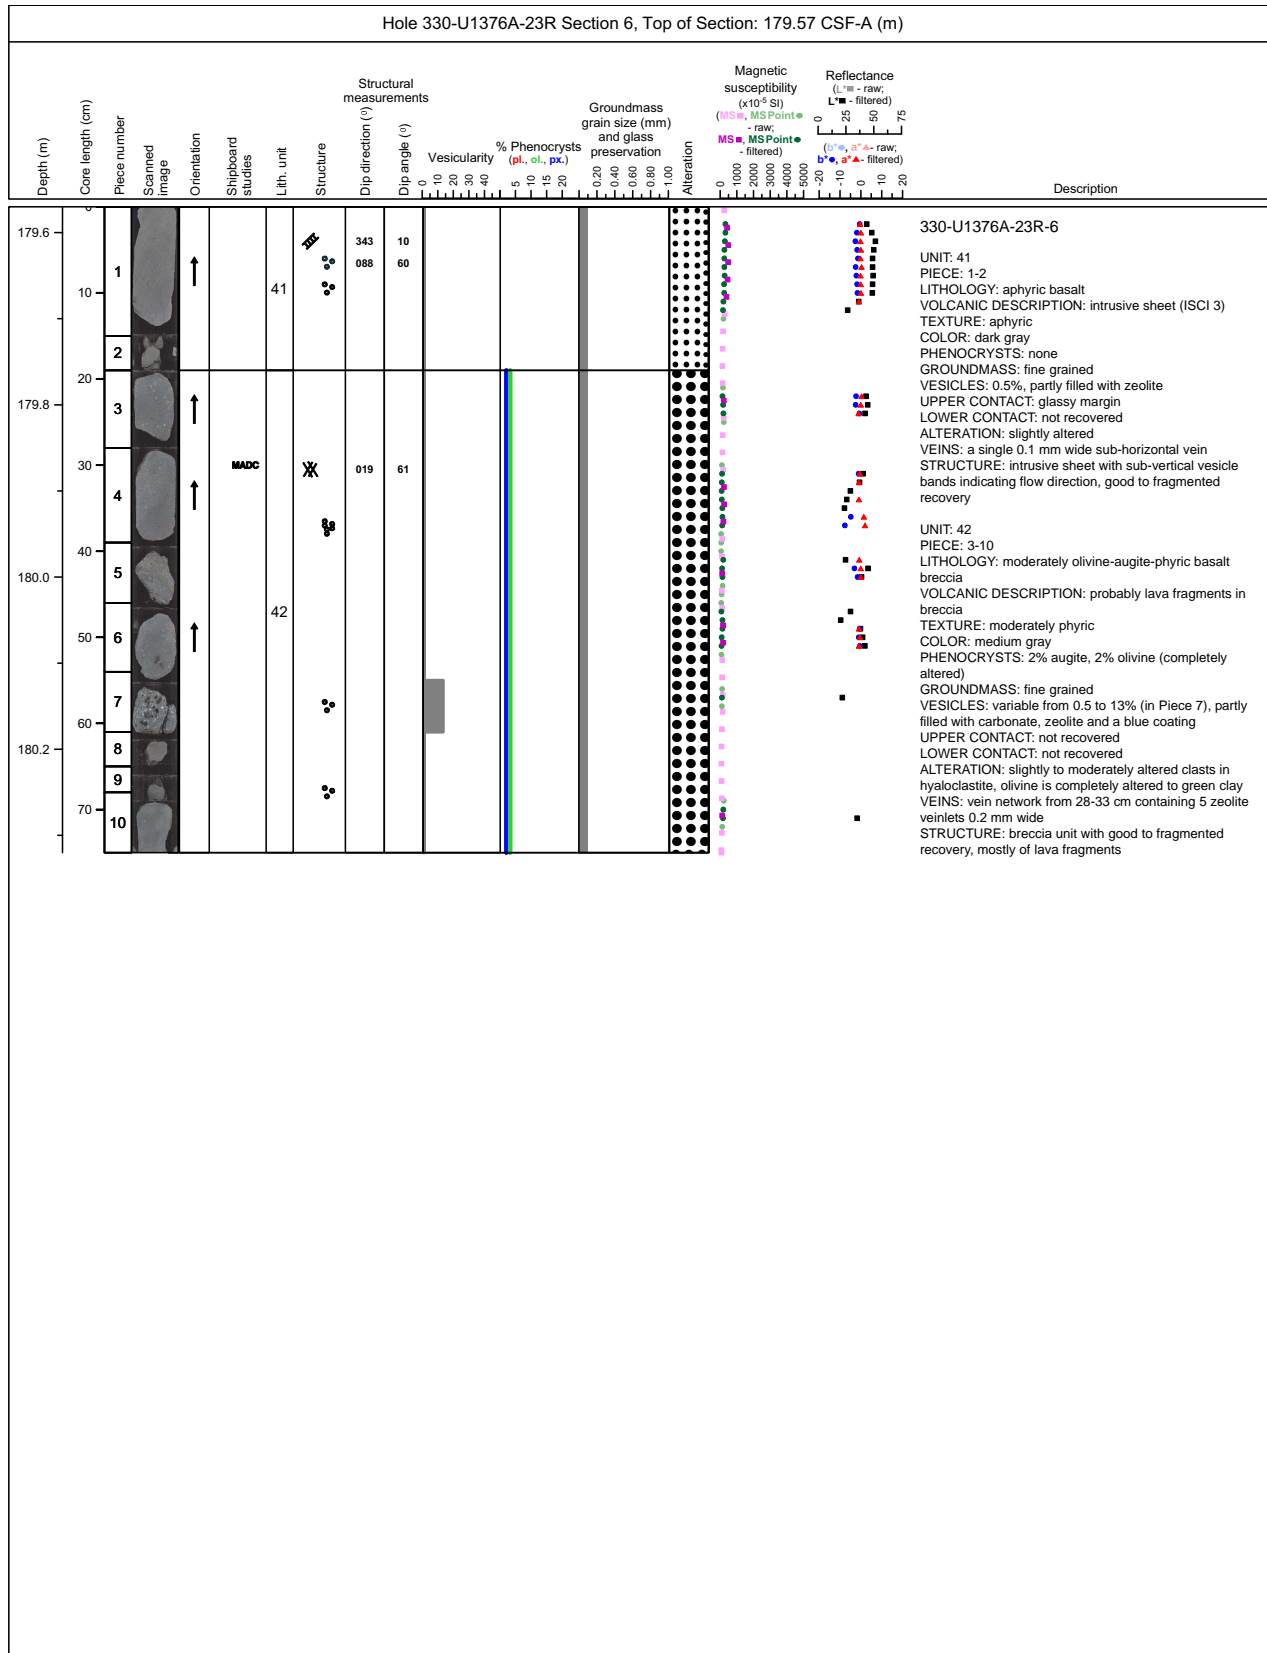 Hole 330-U1376A-23R Section 6, Top of Section: 179.57 CSF-A (m)
Depth (m)
Core length (cm)
Piece number
Scanned
image
Orientation
Shipboard
studies
Lith. unit
Structure
Structural
measurements
Dip direction (°)
Dip angle (°)
Vesicularity
0 10 20 30 40
% Phenocrysts
(pl., ol., px.)
5 10 15 20
Groundmass
grain size (mm)
and glass
preservation
0.20 0.40 0.60 0.80 1.00
Alteration
Magnetic
susceptibility
(x10-5 SI)
(MS■, MSPoint●
- raw;
MS■, MSPoint●
- filtered)
0 1000 2000 3000 4000 5000
Reflectance
(L*■ - raw;
L*■ - filtered)
0 25 50 75
(b*●, a*▲- raw;
b*●, a*▲- filtered)
-20 -10 0 10 20
Description
179.6
179.8
180.0
180.2
0
10
20
30
40
50
60
70
1
2
3
4
5
6
7
8
9
10
MADC
41
42
343 10
088 60
019 61
330-U1376A-23R-6
UNIT: 41
PIECE: 1-2
LITHOLOGY: aphyric basalt
VOLCANIC DESCRIPTION: intrusive sheet (ISCI 3)
TEXTURE: aphyric
COLOR: dark gray
PHENOCRYSTS: none
GROUNDMASS: fine grained
VESICLES: 0.5%, partly filled with zeolite
UPPER CONTACT: glassy margin
LOWER CONTACT: not recovered
ALTERATION: slightly altered
VEINS: a single 0.1 mm wide sub-horizontal vein
STRUCTURE: intrusive sheet with sub-vertical vesicle
bands indicating flow direction, good to fragmented
recovery
UNIT: 42
PIECE: 3-10
LITHOLOGY: moderately olivine-augite-phyric basalt
breccia
VOLCANIC DESCRIPTION: probably lava fragments in
breccia
TEXTURE: moderately phyric
COLOR: medium gray
PHENOCRYSTS: 2% augite, 2% olivine (completely
altered)
GROUNDMASS: fine grained
VESICLES: variable from 0.5 to 13% (in Piece 7), partly
filled with carbonate, zeolite and a blue coating
UPPER CONTACT: not recovered
LOWER CONTACT: not recovered
ALTERATION: slightly to moderately altered clasts in
hyaloclastite, olivine is completely altered to green clay
VEINS: vein network from 28-33 cm containing 5 zeolite
veinlets 0.2 mm wide
STRUCTURE: breccia unit with good to fragmented
recovery, mostly of lava fragments